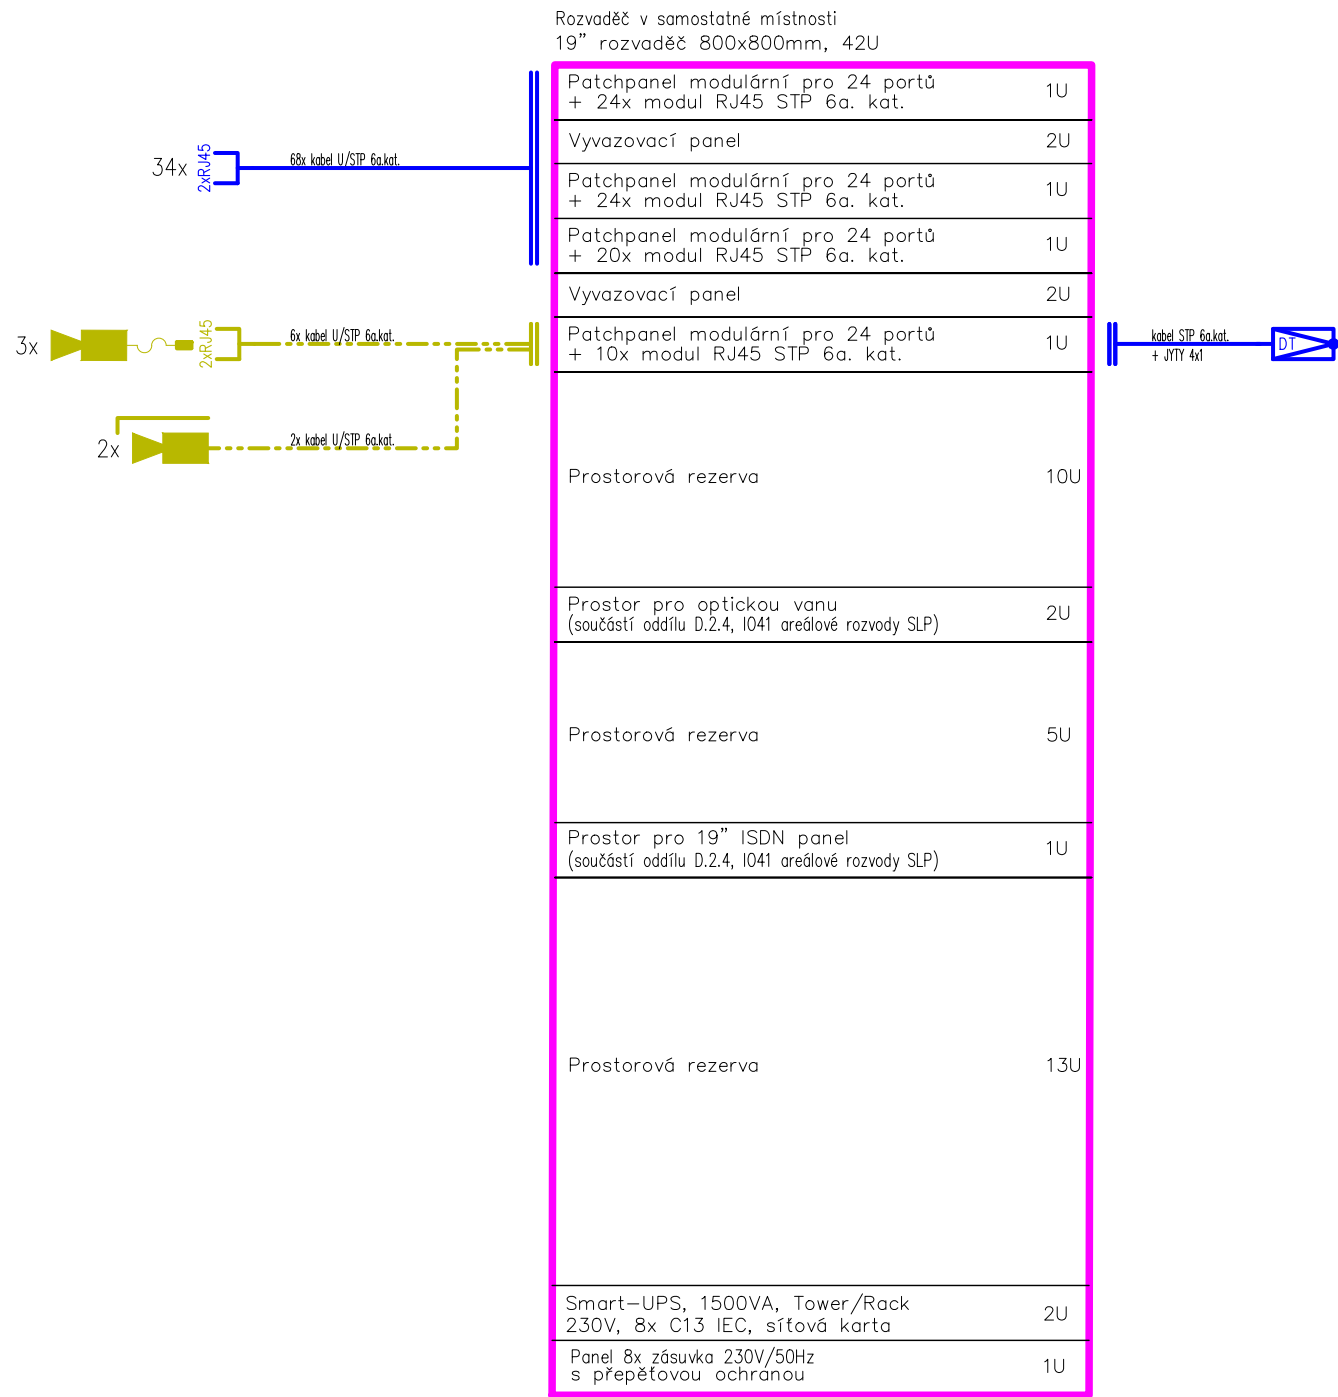 Rozvaděč v samostatné místnosti
19” rozvaděč 800x800mm, 42U
Patchpanel modulární pro 24 portů
+ 24x modul RJ45 STP 6a. kat.
1U
Vyvazovací panel
2U
34x
2xRJ45
68x kabel U/STP 6a.kat.
Patchpanel modulární pro 24 portů
+ 24x modul RJ45 STP 6a. kat.
1U
Patchpanel modulární pro 24 portů
+ 20x modul RJ45 STP 6a. kat.
1U
Vyvazovací panel
2U
3x
2xRJ45
6x kabel U/STP 6a.kat.
Patchpanel modulární pro 24 portů
+ 10x modul RJ45 STP 6a. kat.
1U
kabel STP 6a.kat.
+ JYTY 4x1
DT
2x
2x kabel U/STP 6a.kat.
Prostorová rezerva
10U
Prostor pro optickou vanu
(součástí oddílu D.2.4, IO41 areálové rozvody SLP)
2U
Prostorová rezerva
5U
Prostor pro 19” ISDN panel
(součástí oddílu D.2.4, IO41 areálové rozvody SLP)
1U
Prostorová rezerva
13U
Smart-UPS, 1500VA, Tower/Rack
230V, 8x C13 IEC, síťová karta
2U
Panel 8x zásuvka 230V/50Hz
s přepěťovou ochranou
1U